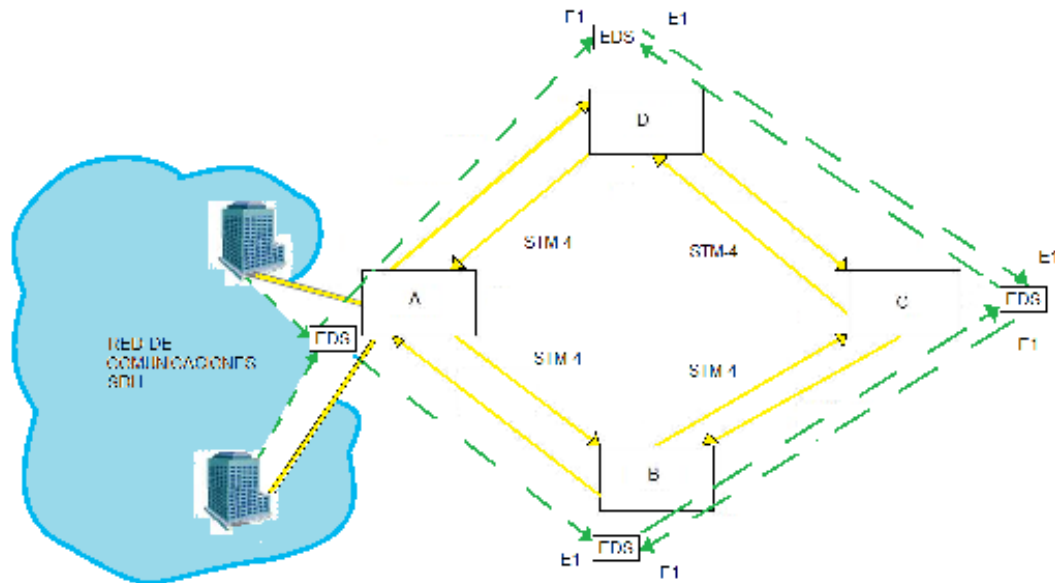 E1 E1
EDS
D
STM-4 STM-4
E1
A C EDS
EDS E1
RED DE
COMUNICACIONES
SDH
STM-4 STM-4
B
E1 EDS E1